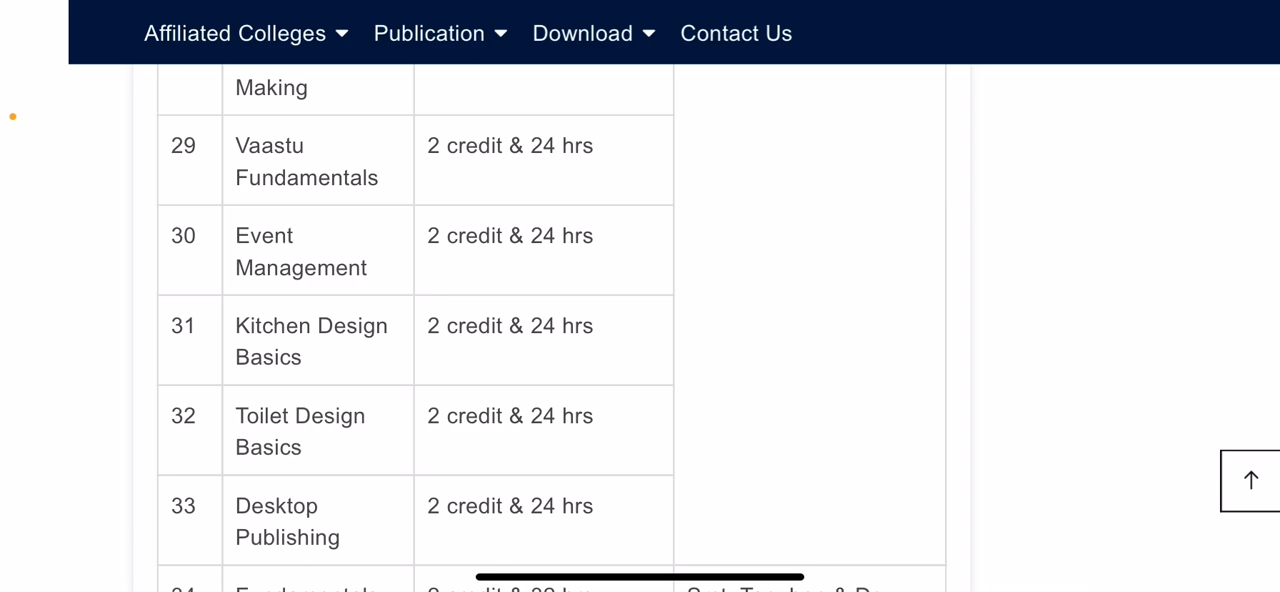 Affiliated Colleges Publication Download Contact Us
Making
29 Vaastu 2 credit & 24 hrs
Fundamentals
30 Event 2 credit & 24 hrs
Management
31 Kitchen Design 2 credit & 24 hrs
Basics
32 Toilet Design 2 credit & 24 hrs
Basics
33 Desktop 2 credit & 24 hrs
Publishing